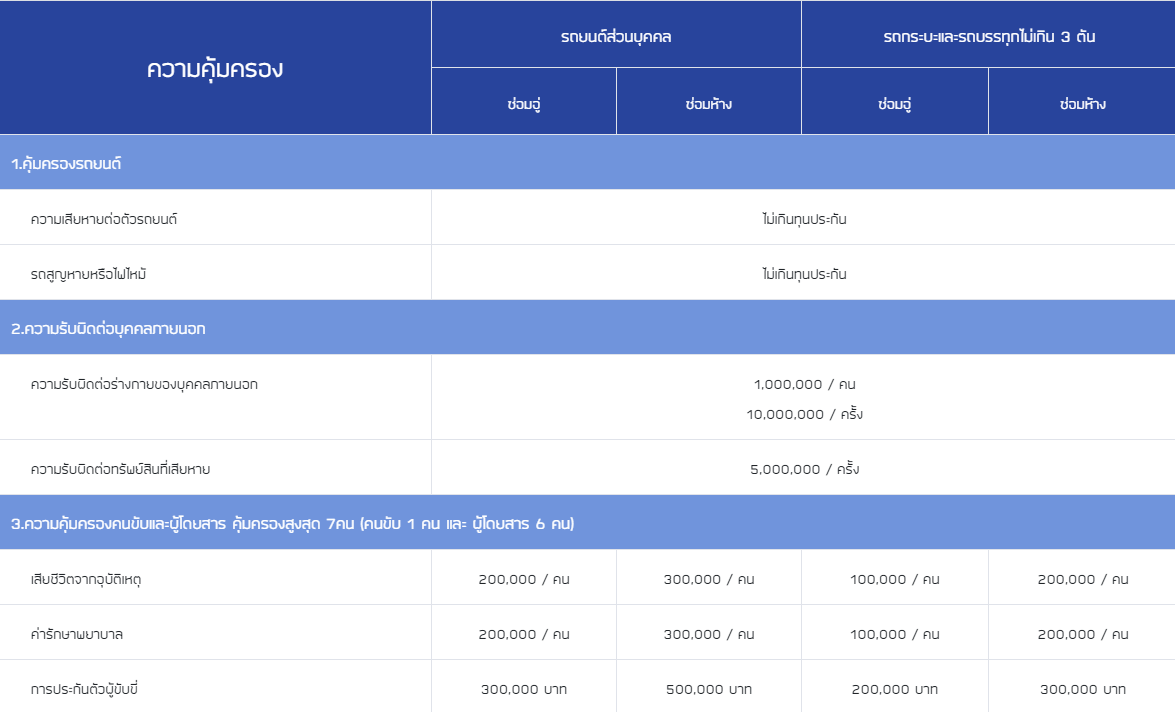 ความคุ้มครอง
รถยนต์ส่วนบุคคล
รถกระบะและรถบรรทุกไม่เกิน 3 ตัน
ซ่อมอู่
ซ่อมห้าง
ซ่อมอู่
ซ่อมห้าง
1.คุ้มครองรถยนต์
ความเสียหายต่อตัวรถยนต์
ไม่เกินทุนประกัน
รถสูญหายหรือไฟไหม้
ไม่เกินทุนประกัน
2.ความรับผิดต่อบุคคลภายนอก
ความรับผิดต่อร่างกายของบุคคลภายนอก
1,000,000 / คน
10,000,000 / ครั้ง
ความรับผิดต่อทรัพย์สินที่เสียหาย
5,000,000 / ครั้ง
3.ความคุ้มครองคนขับและผู้โดยสาร คุ้มครองสูงสุด 7คน (คนขับ 1 คน และ ผู้โดยสาร 6 คน)
เสียชีวิตจากอุบัติเหตุ
200,000 / คน
300,000 / คน
100,000 / คน
200,000 / คน
ค่ารักษาพยาบาล
200,000 / คน
300,000 / คน
100,000 / คน
200,000 / คน
การประกันตัวผู้ขับขี่
300,000 บาท
500,000 บาท
200,000 บาท
300,000 บาท